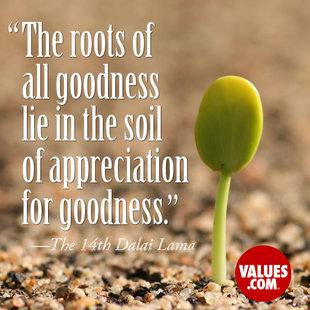 “The roots of
all goodness
lie in the soil
of appreciation
for goodness.”
—The 14th Dalai Lama
VALUES
.COM®